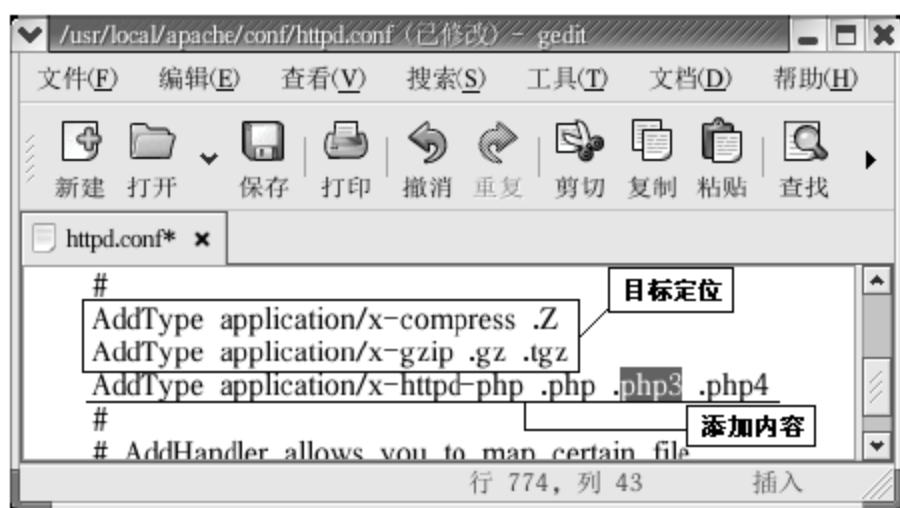 /usr/local/apache/conf/httpd.conf (已修改) - gedit
文件(F) 编辑(E) 查看(V) 搜索(S) 工具(T) 文档(D) 帮助(H)
新建 打开 保存 打印 撤消 重复 剪切 复制 粘贴 查找
httpd.conf*
#
目标定位
AddType application/x-compress .Z
AddType application/x-gzip .gz .tgz
AddType application/x-httpd-php .php .php3 .php4
#
添加内容
# AddHandler allows you to map certain file
行 774, 列 43 插入